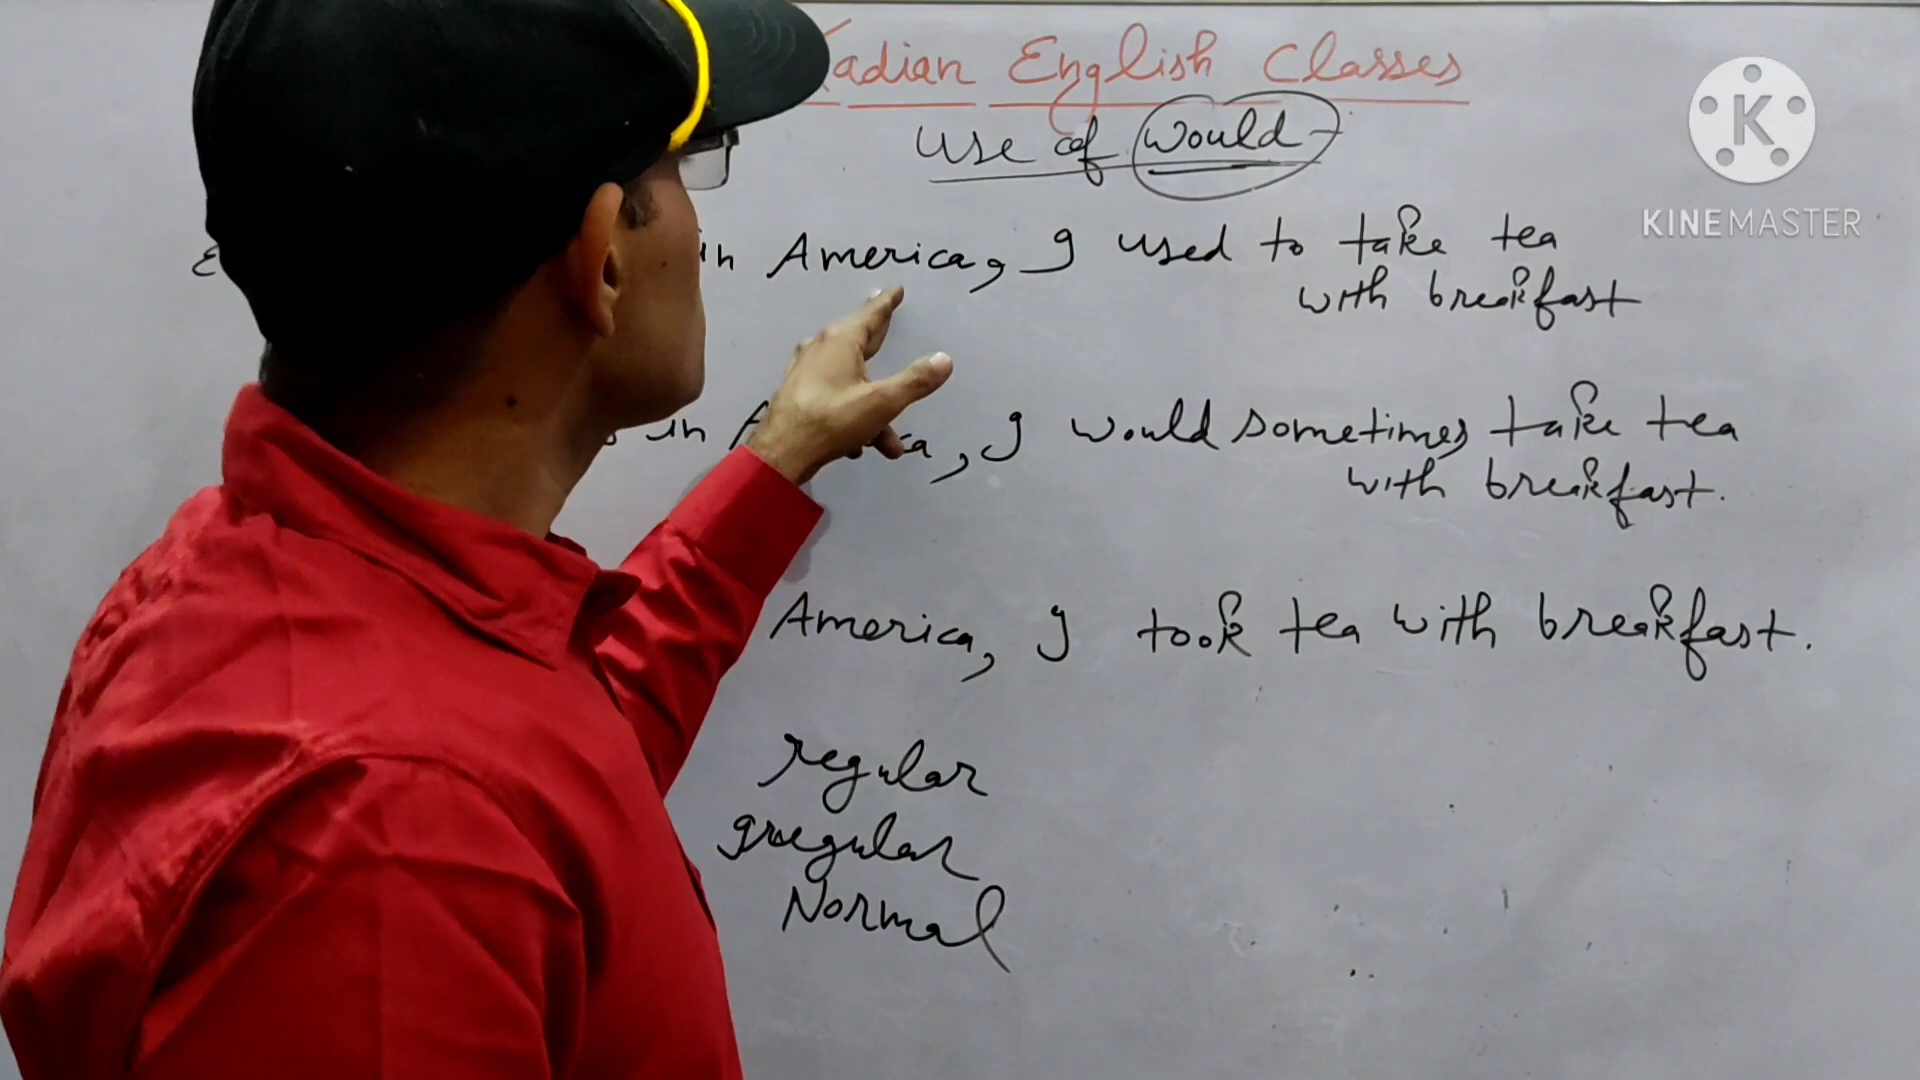 Kadian English Classes
Use of Would
in America, I used to take tea
with breakfast
in America, I would sometimes take tea
with breakfast.
America, I took tea with breakfast.
regular
Irregular
Normal
K
KINEMASTER